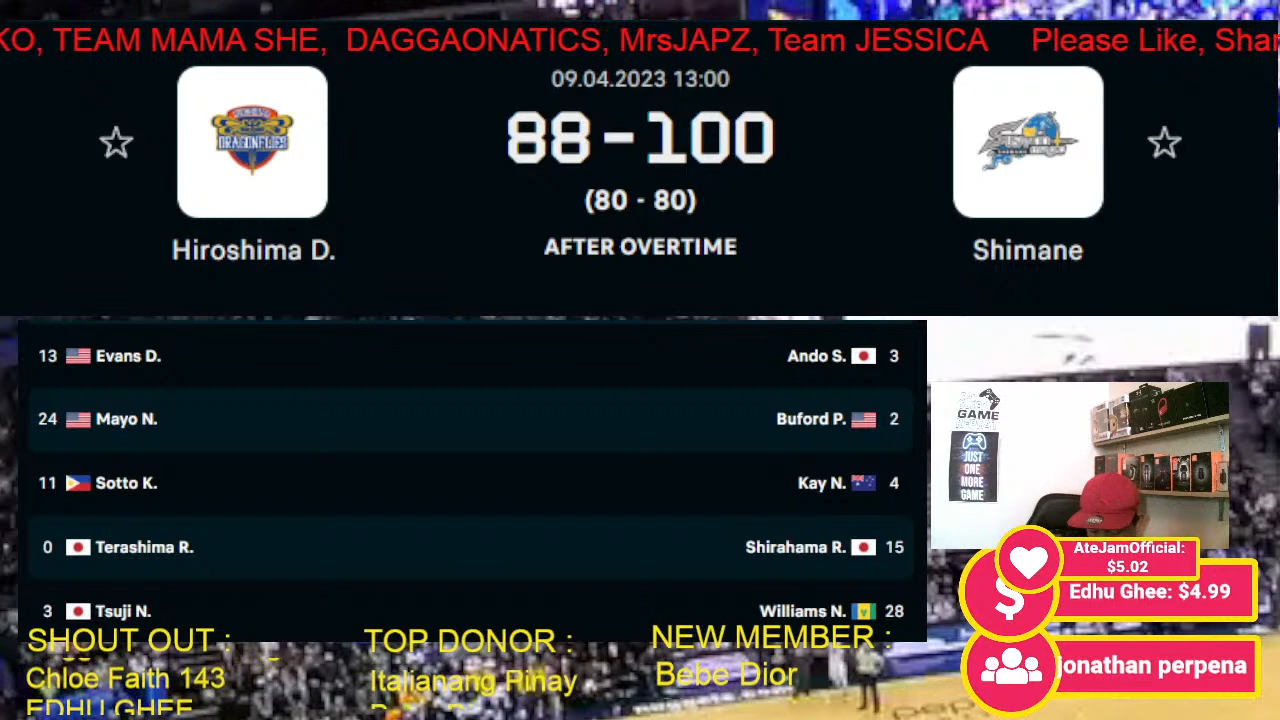 KO, TEAM MAMA SHE, DAGGAONATICS, MrsJAPZ, Team JESSICA Please Like, Shar
09.04.2023 13:00
DRAGONFLIES
88-100
(80 - 80)
AFTER OVERTIME
Hiroshima D.
Shimane
13 Evans D.
Ando S. 3
24 Mayo N.
Buford P. 2
11 Sotto K.
Kay N. 4
0 Terashima R.
Shirahama R. 15
3 Tsuji N.
Williams N. 28
GAME
JUST
ONE
MORE
GAME
AteJamOfficial:
$5.02
$
Edhu Ghee: $4.99
jonathan perpena
SHOUT OUT :
Chloe Faith 143
EDHU GHEE
TOP DONOR :
Italianang Pinay
NEW MEMBER :
Bebe Dior